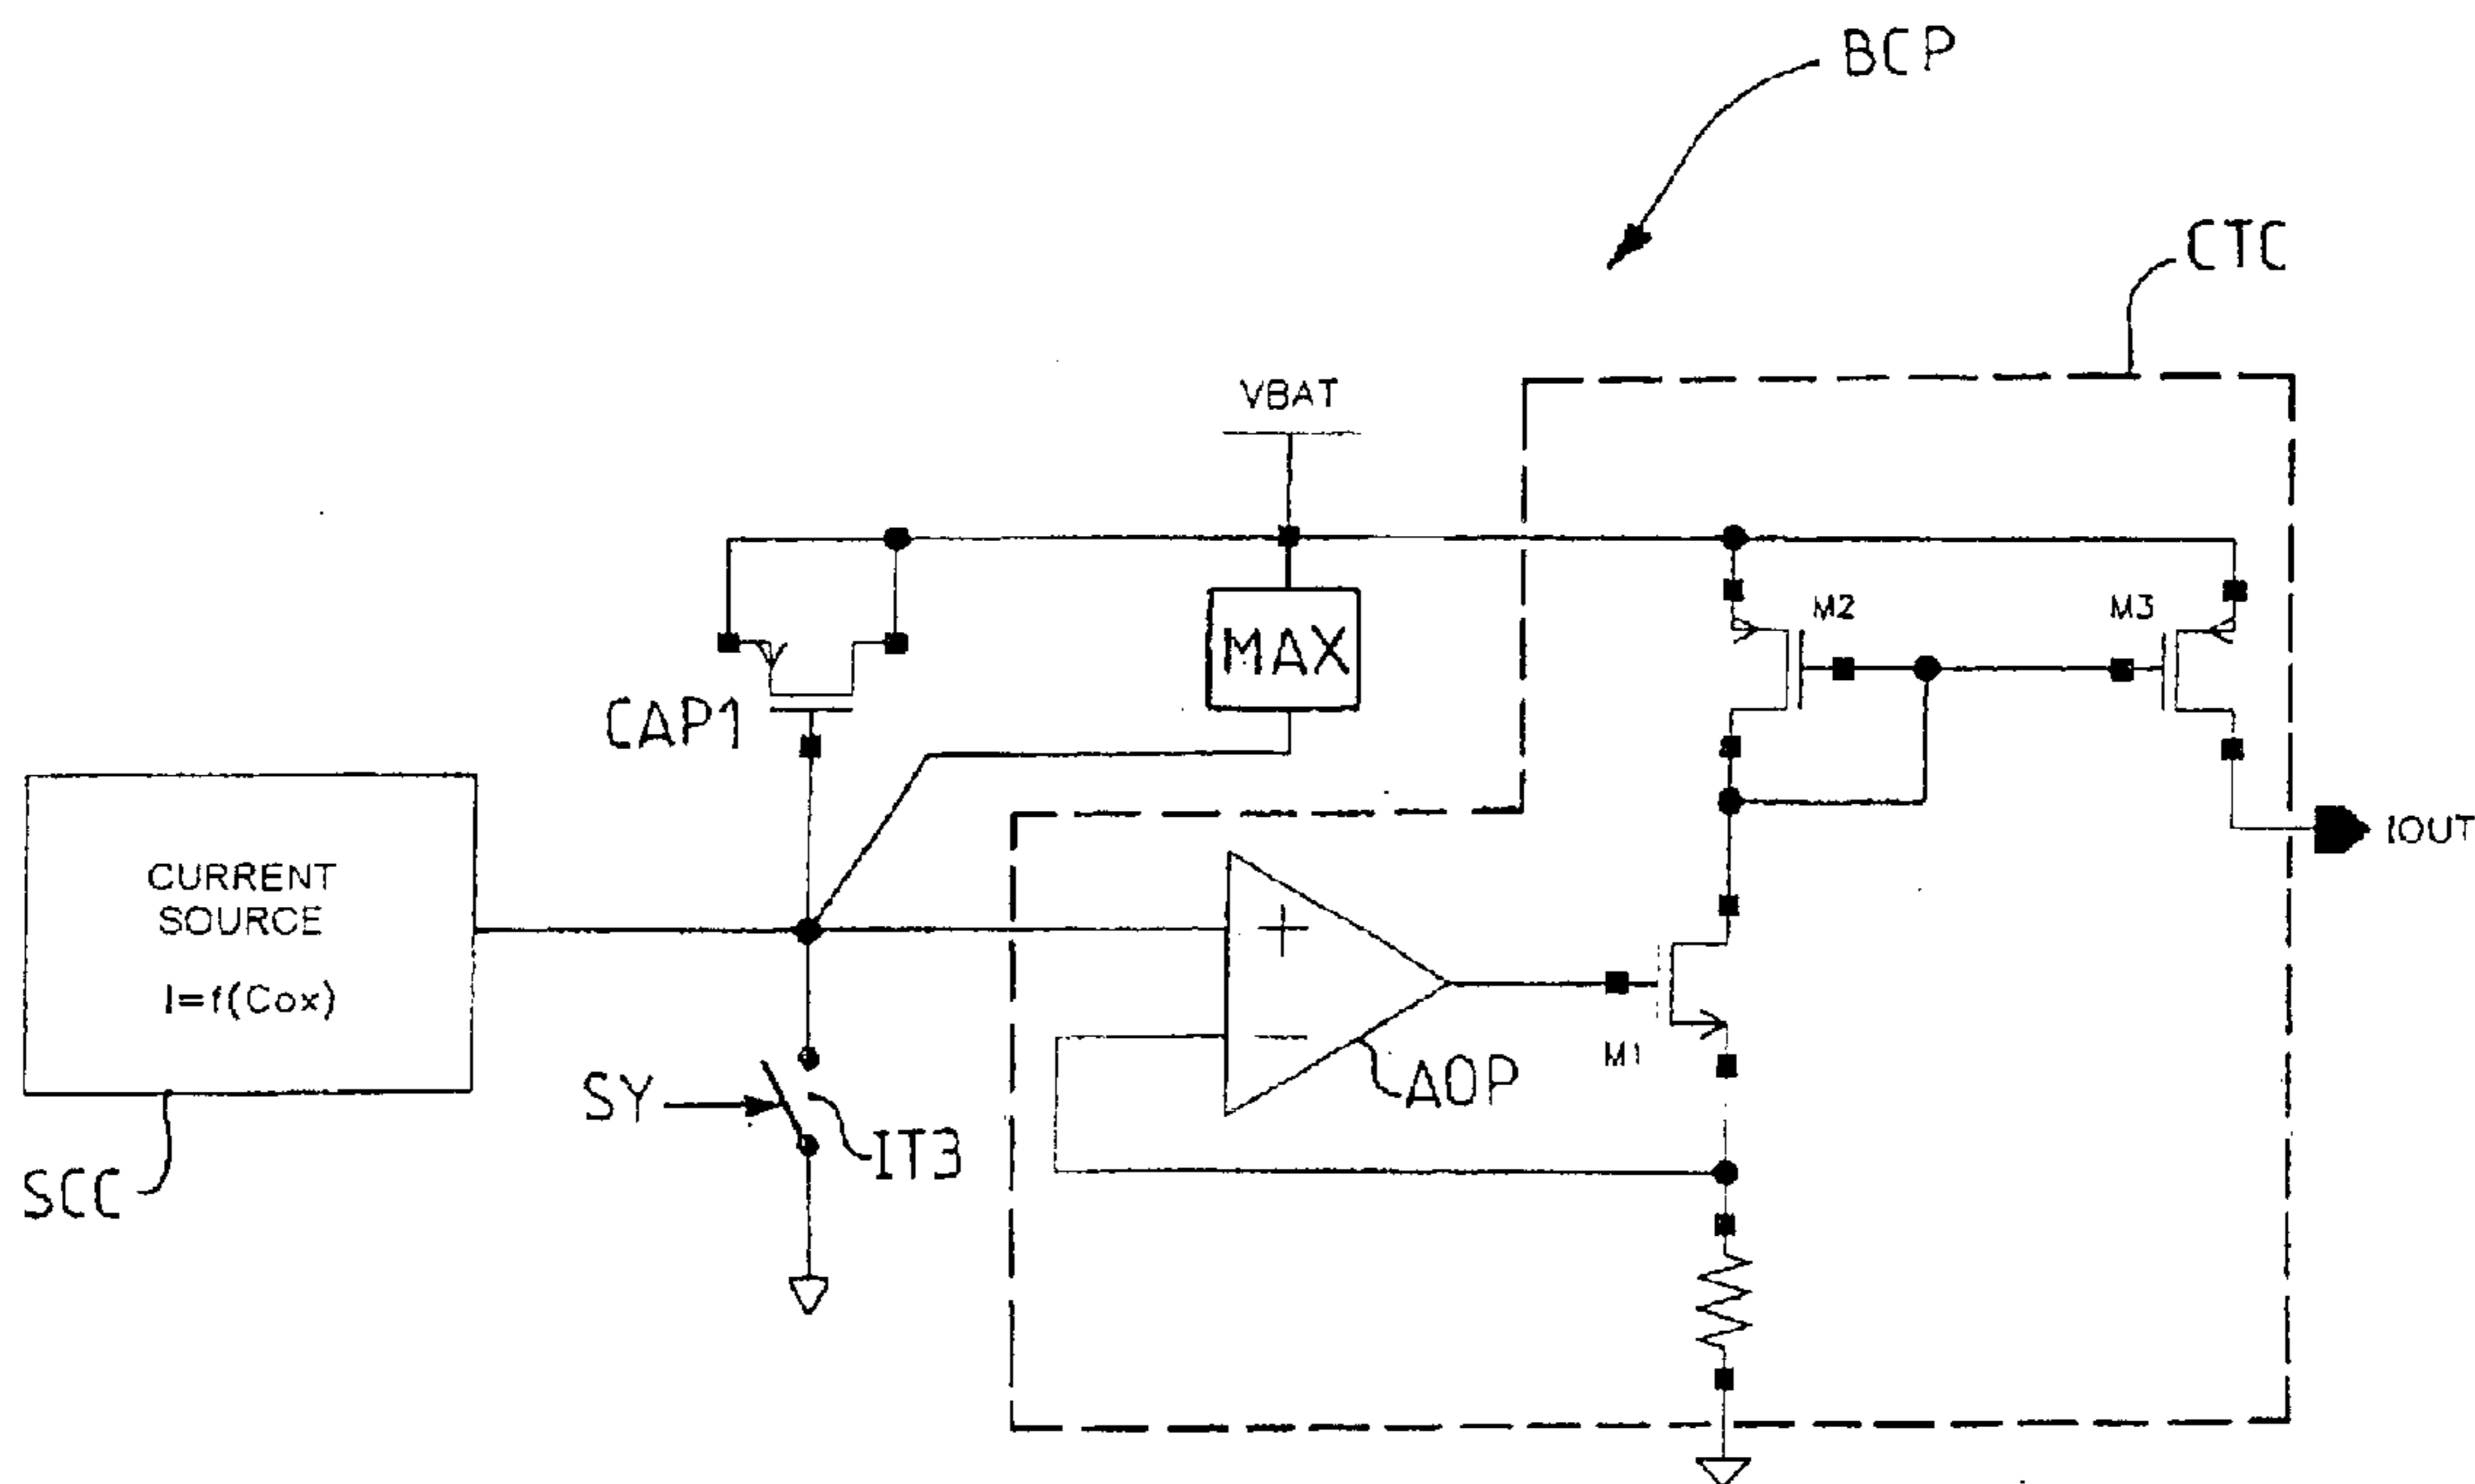 BCP
CTC
VBAT
M2
M3
MAX
CAP1
IOUT
CURRENT
SOURCE
I=f(Cox)
+
−
M1
AOP
SY
IT3
SCC